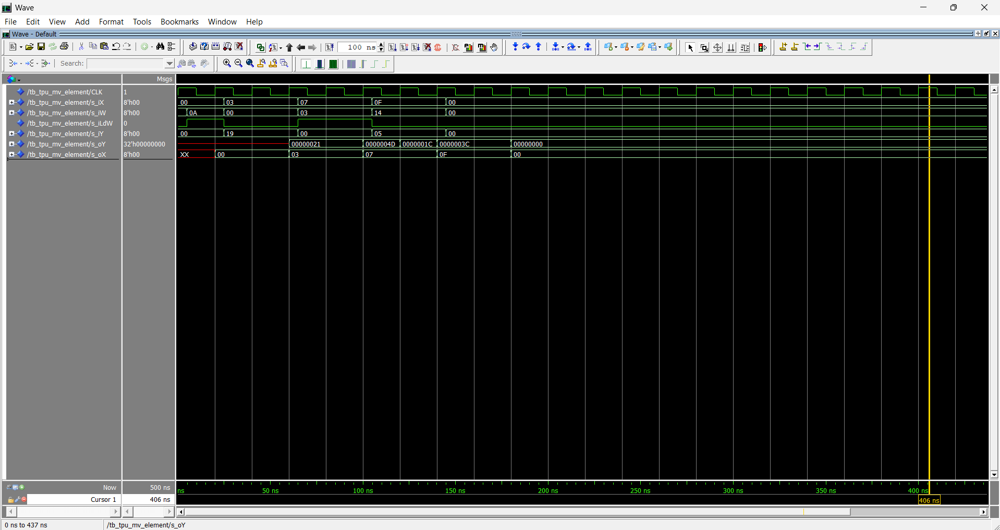 Wave
File Edit View Add Format Tools Bookmarks Window Help
Wave - Default
100 ns
Search:
Msgs
/tb_tpu_mv_element/CLK 1
/tb_tpu_mv_element/s_iX 8'h00 00 03 07 0F 00
/tb_tpu_mv_element/s_iW 8'h00 0A 00 03 14 00
/tb_tpu_mv_element/s_iLdW 0
/tb_tpu_mv_element/s_iY 8'h00 00 19 00 05 00
/tb_tpu_mv_element/s_oY 32'h00000000 00000021 0000004D 0000001C 0000003C 00000000
/tb_tpu_mv_element/s_oX 8'h00 XX 00 03 07 0F 00
Now 500 ns ns 50 ns 100 ns 150 ns 200 ns 250 ns 300 ns 350 ns 400 ns
Cursor 1 406 ns 406 ns
0 ns to 437 ns /tb_tpu_mv_element/s_oY